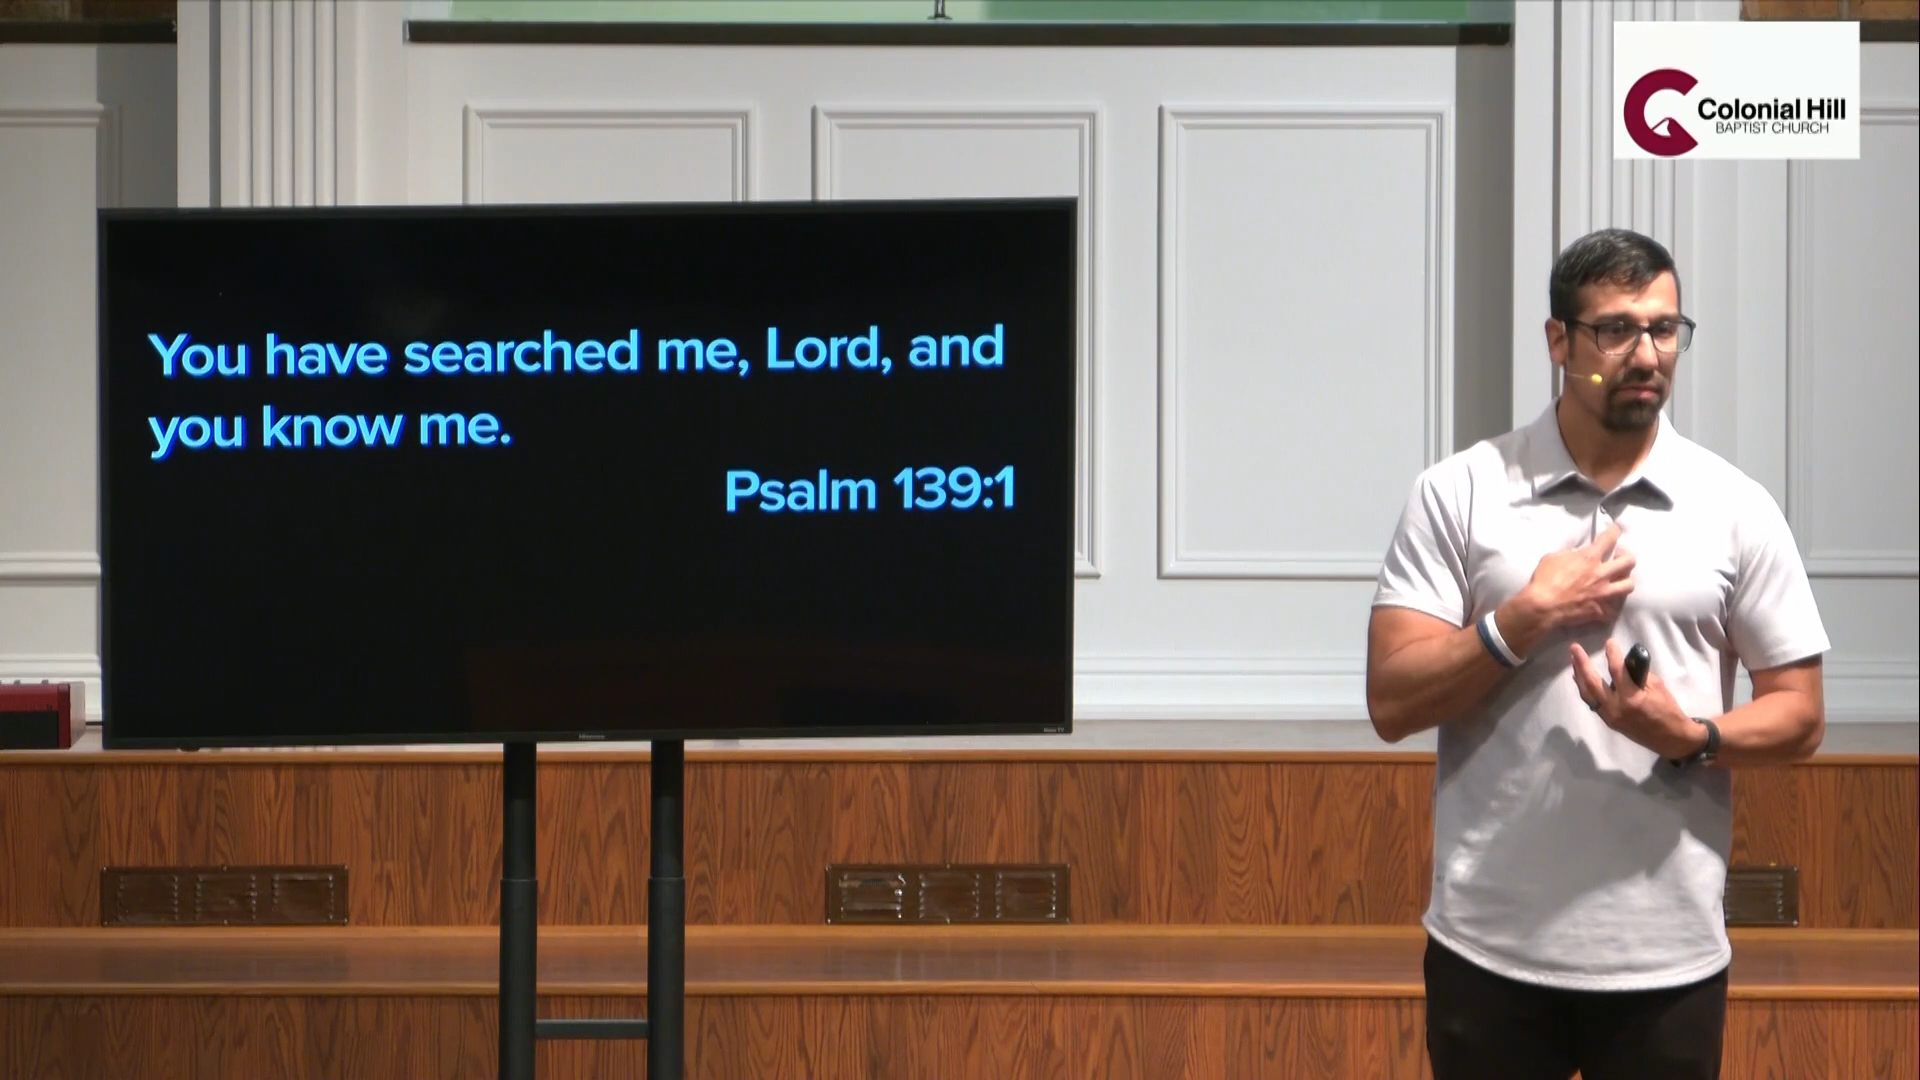 Colonial Hill
BAPTIST CHURCH
You have searched me, Lord, and
you know me.
Psalm 139:1